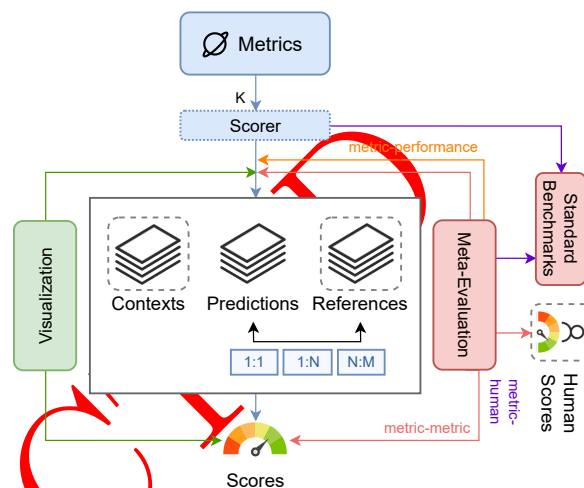 Metrics
K
Scorer
metric-performance
Standard
Benchmarks
Visualization
Contexts
Predictions
References
Meta-Evaluation
1:1
1:N
N:M
Human
Scores
metric-
human
metric-metric
Scores